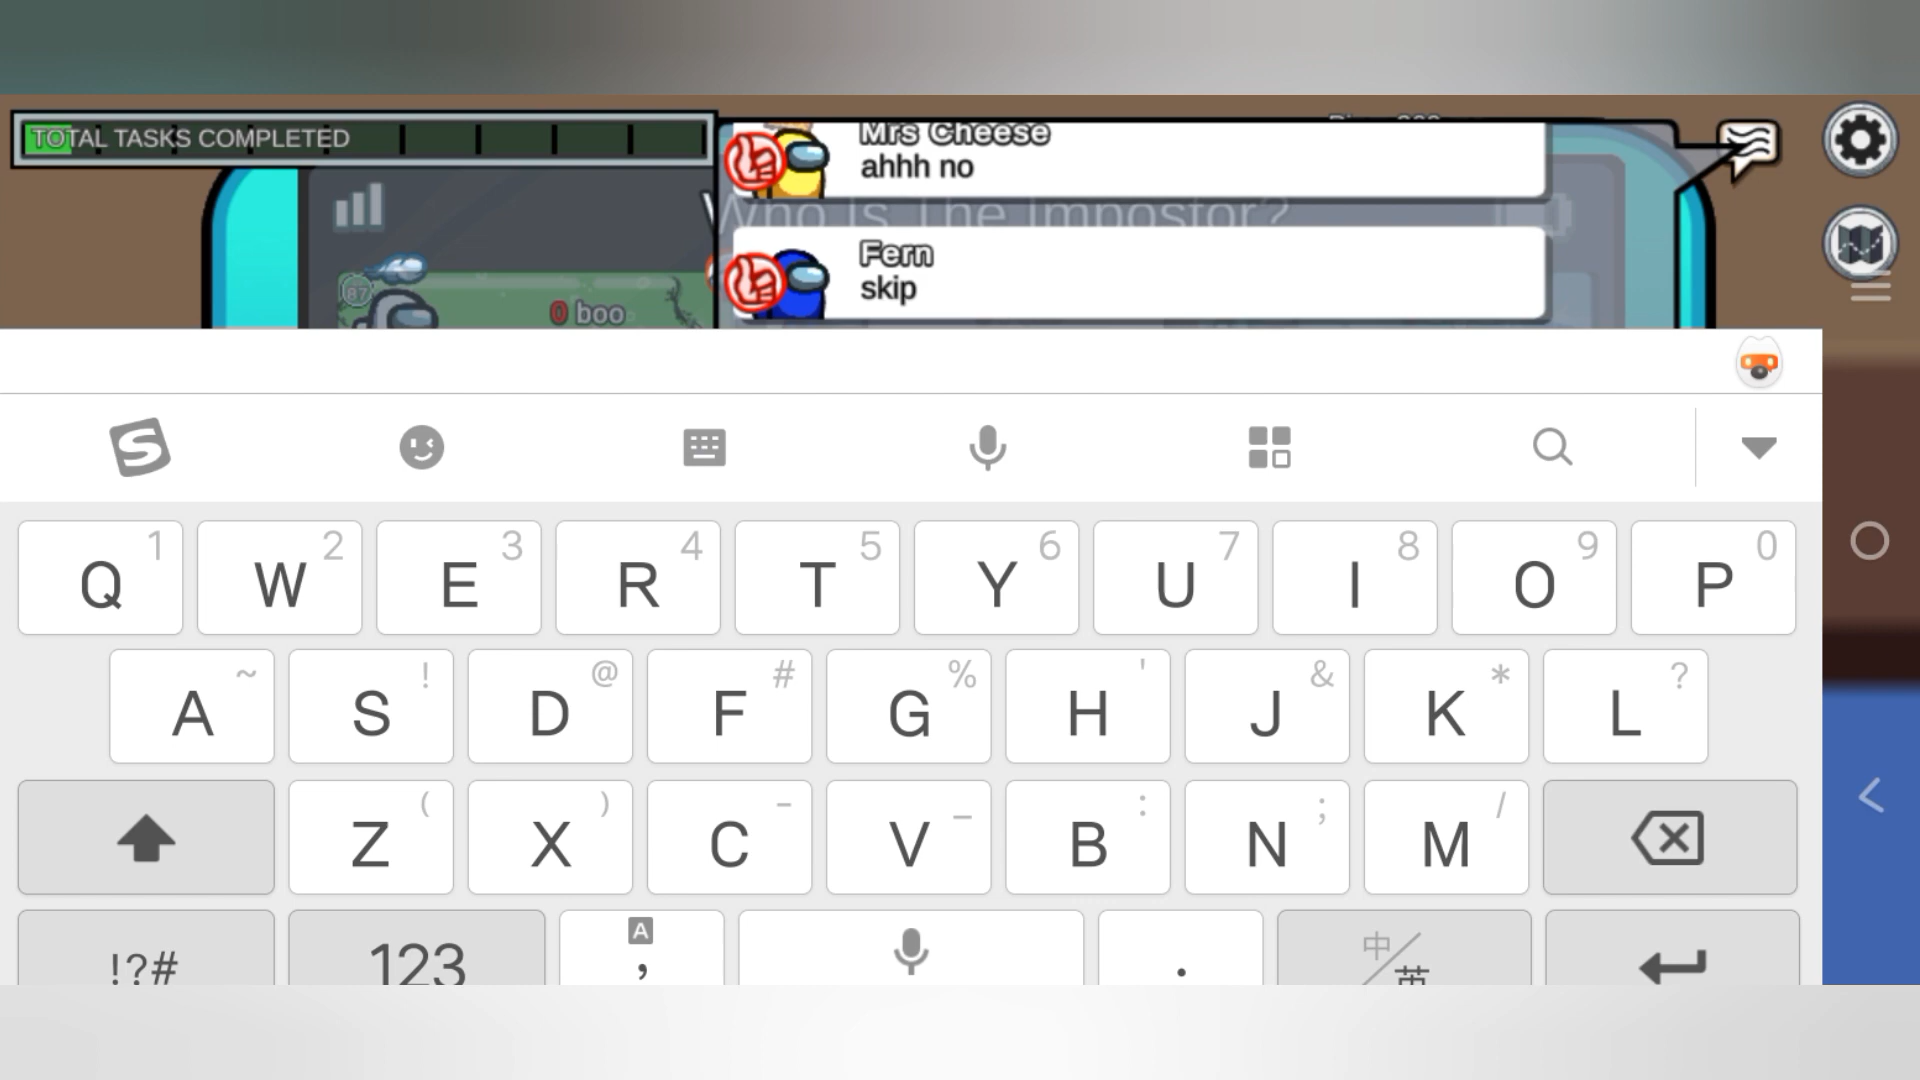 TOTAL TASKS COMPLETED
Mrs Cheese
ahhh no
Who Is The Impostor?
Fern
skip
87
0 boo
S
1 2 3 4 5 6 7 8 9 0
Q W E R T Y U I O P
~ ! @ # % ' & * ?
A S D F G H J K L
( ) - _ : ; /
Z X C V B N M
!?# 123 A , . 中/英